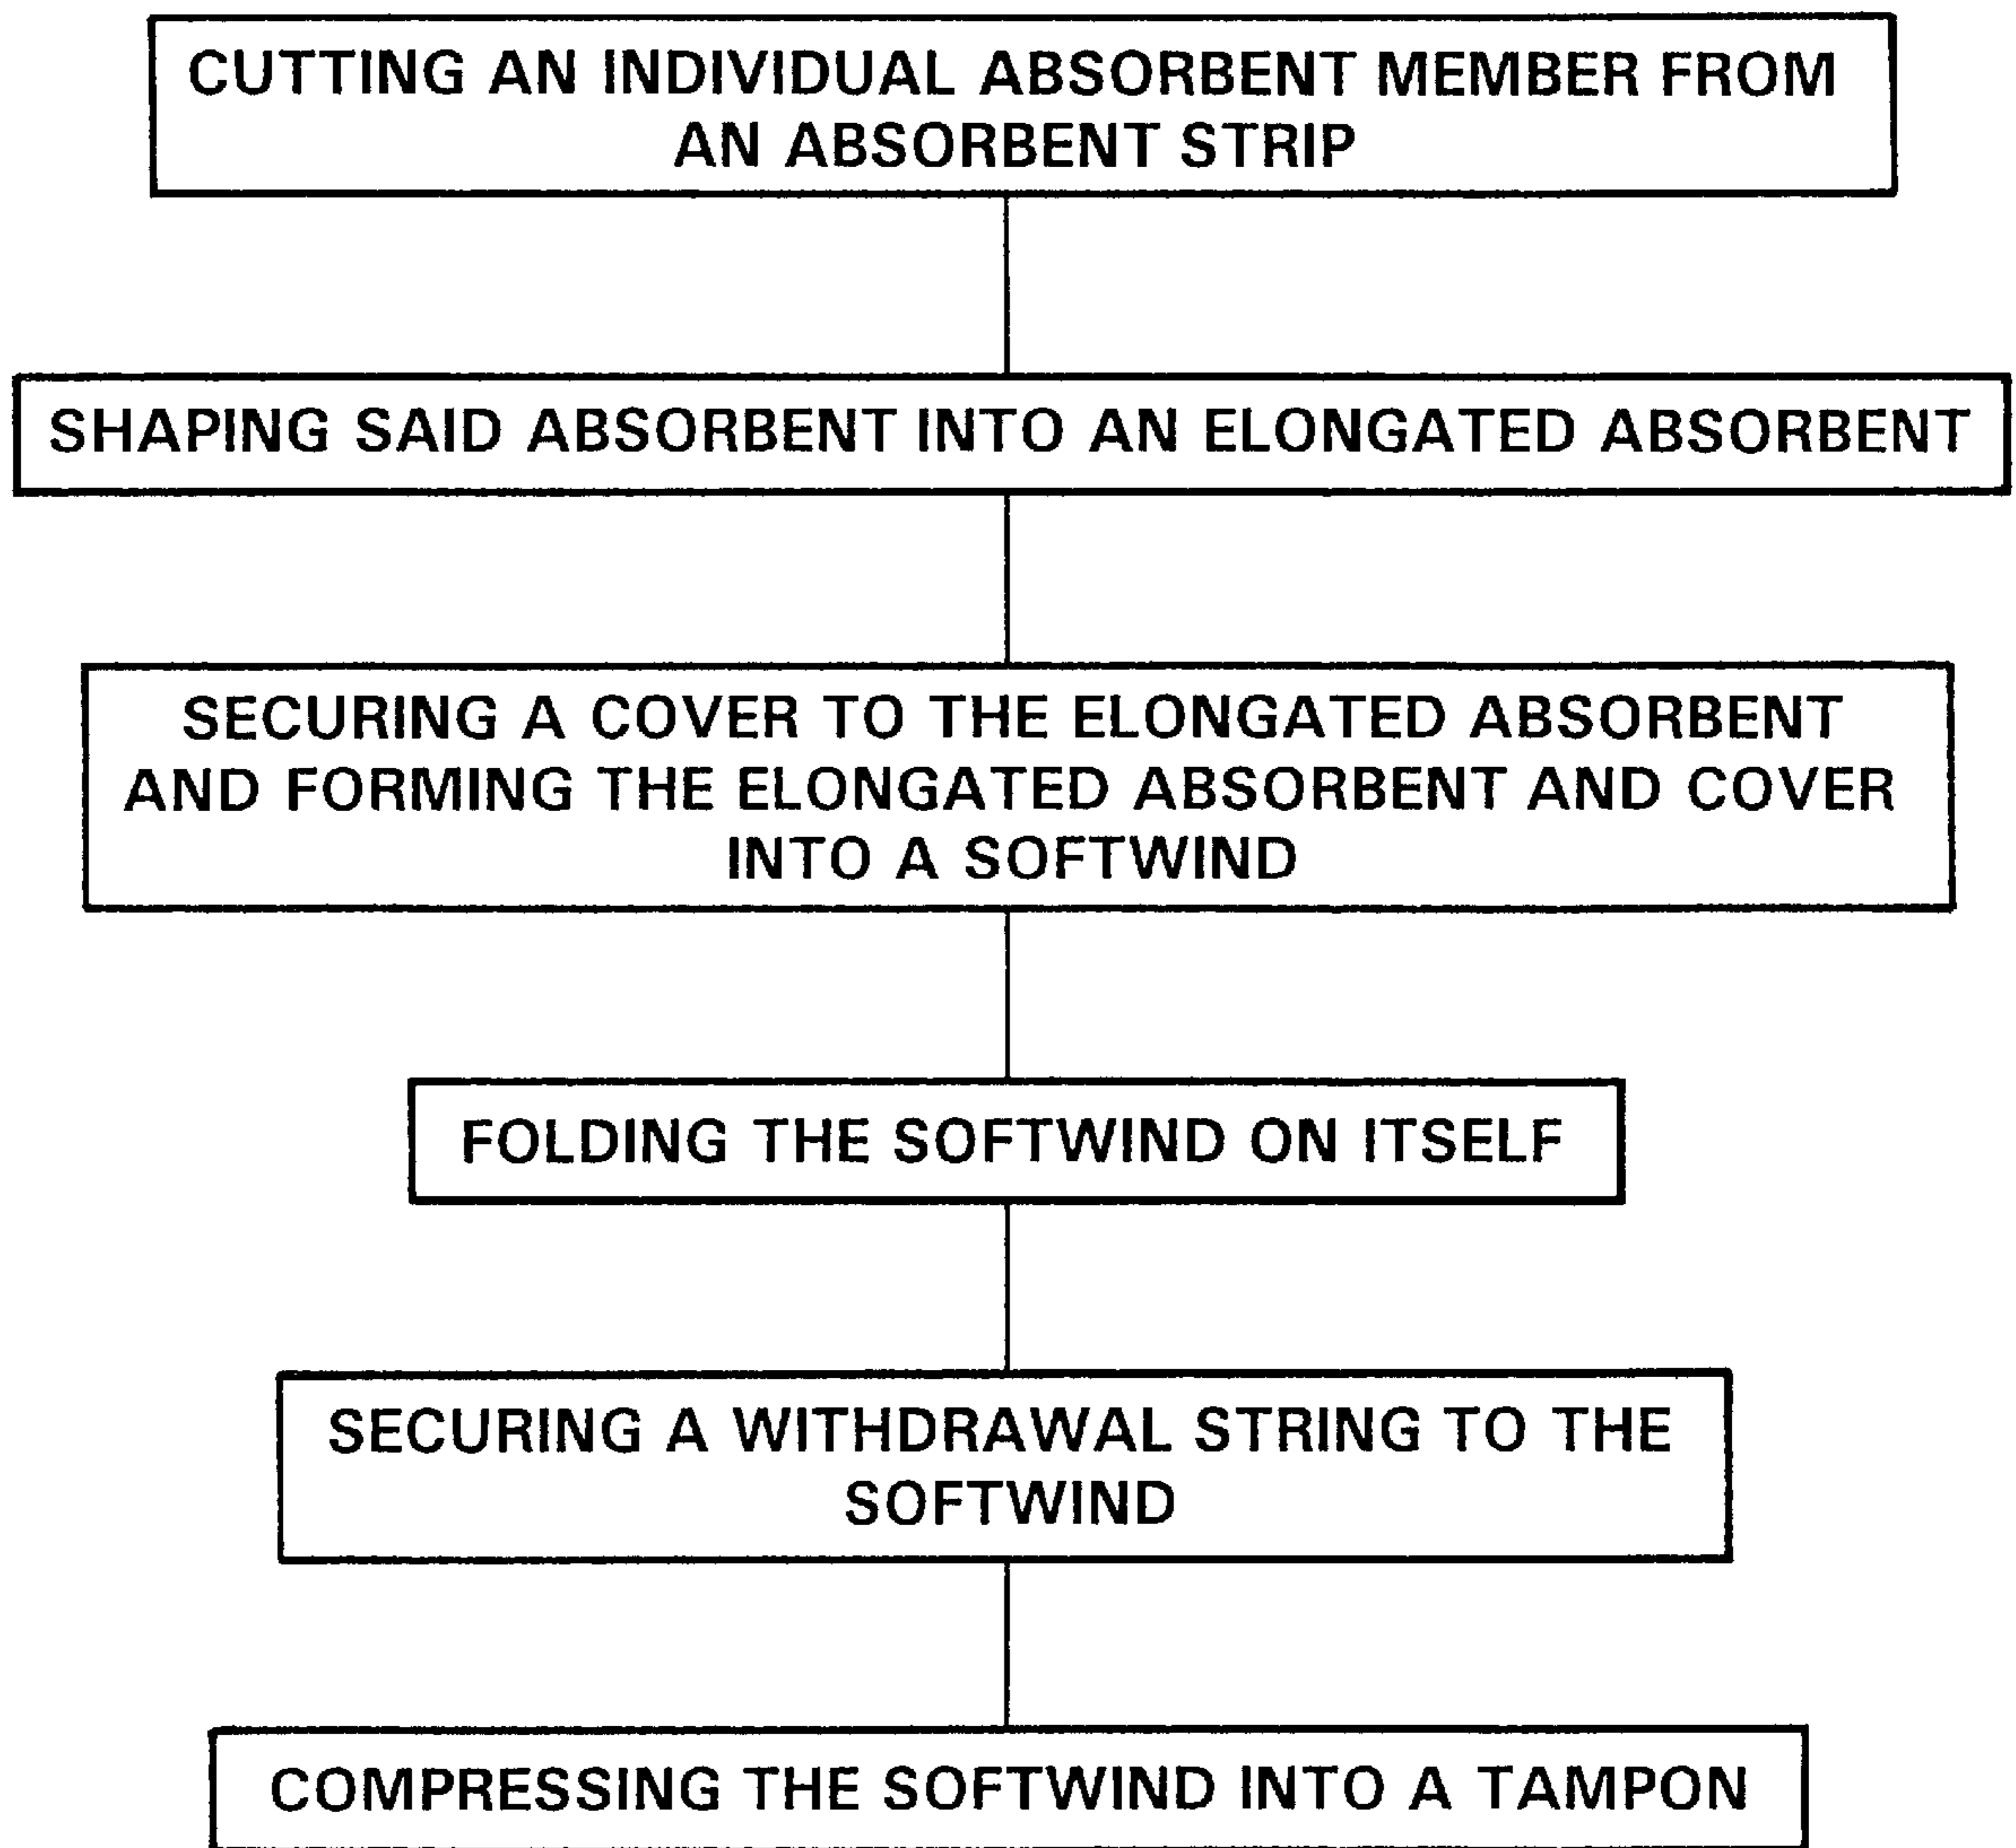 CUTTING AN INDIVIDUAL ABSORBENT MEMBER FROM
AN ABSORBENT STRIP
SHAPING SAID ABSORBENT INTO AN ELONGATED ABSORBENT
SECURING A COVER TO THE ELONGATED ABSORBENT
AND FORMING THE ELONGATED ABSORBENT AND COVER
INTO A SOFTWIND
FOLDING THE SOFTWIND ON ITSELF
SECURING A WITHDRAWAL STRING TO THE
SOFTWIND
COMPRESSING THE SOFTWIND INTO A TAMPON